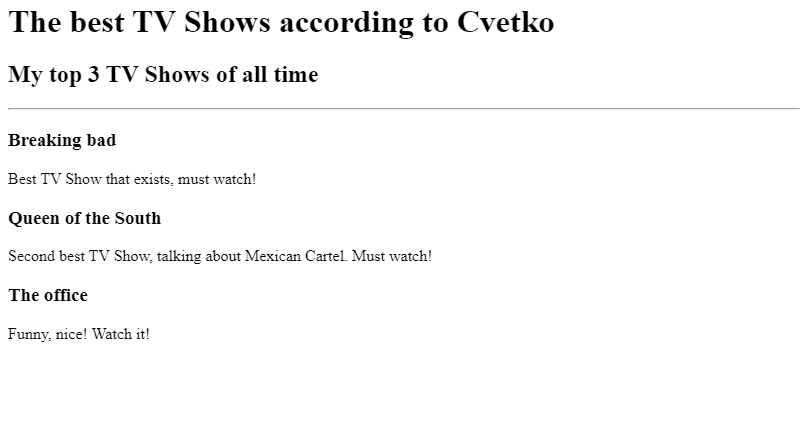 The best TV Shows according to Cvetko
My top 3 TV Shows of all time
Breaking bad
Best TV Show that exists, must watch!
Queen of the South
Second best TV Show, talking about Mexican Cartel. Must watch!
The office
Funny, nice! Watch it!